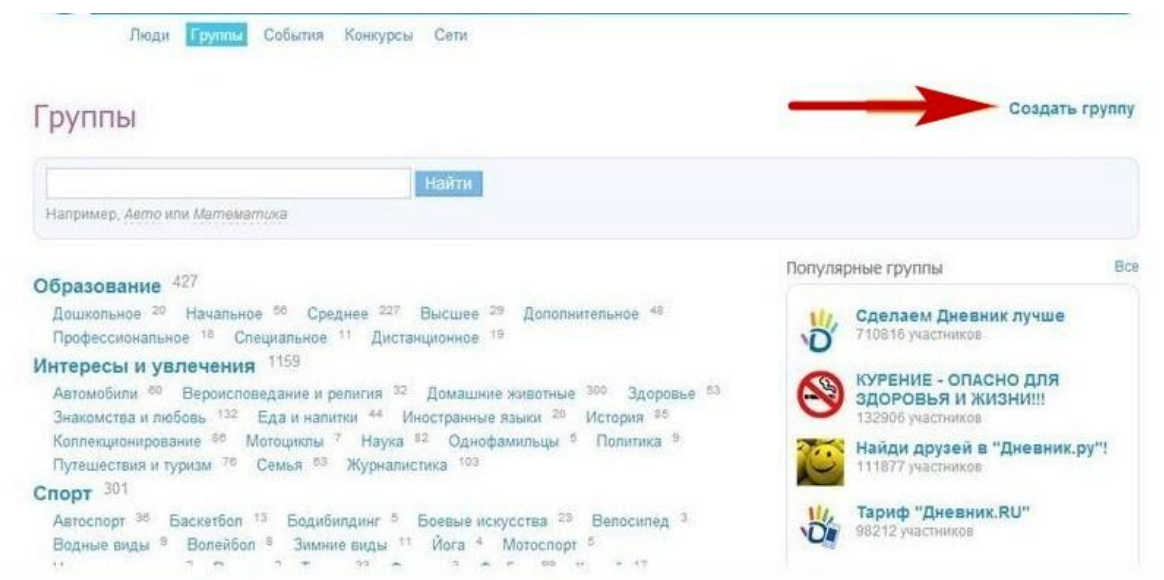 Люди Группы События Конкурсы Сети
Группы
Создать группу
Найти
Например, Авто или Математика
Образование 427
Дошкольное 20 Начальное 56 Среднее 227 Высшее 29 Дополнительное 48
Профессиональное 18 Специальное 11 Дистанционное 19
Интересы и увлечения 1159
Автомобили 60 Вероисповедание и религия 32 Домашние животные 300 Здоровье 63
Знакомства и любовь 132 Еда и напитки 44 Иностранные языки 20 История 85
Коллекционирование 86 Мотоциклы 7 Наука 82 Однофамильцы 5 Политика 9
Путешествия и туризм 76 Семья 63 Журналистика 103
Спорт 301
Автоспорт 36 Баскетбол 13 Бодибилдинг 5 Боевые искусства 23 Велосипед 3
Водные виды 9 Волейбол 8 Зимние виды 11 Йога 4 Мотоспорт 6
Популярные группы Все
Сделаем Дневник лучше
710816 участников
КУРЕНИЕ - ОПАСНО ДЛЯ
ЗДОРОВЬЯ И ЖИЗНИ!!!
132906 участников
Найди друзей в "Дневник.ру"!
111877 участников
Тариф "Дневник.RU"
98212 участников